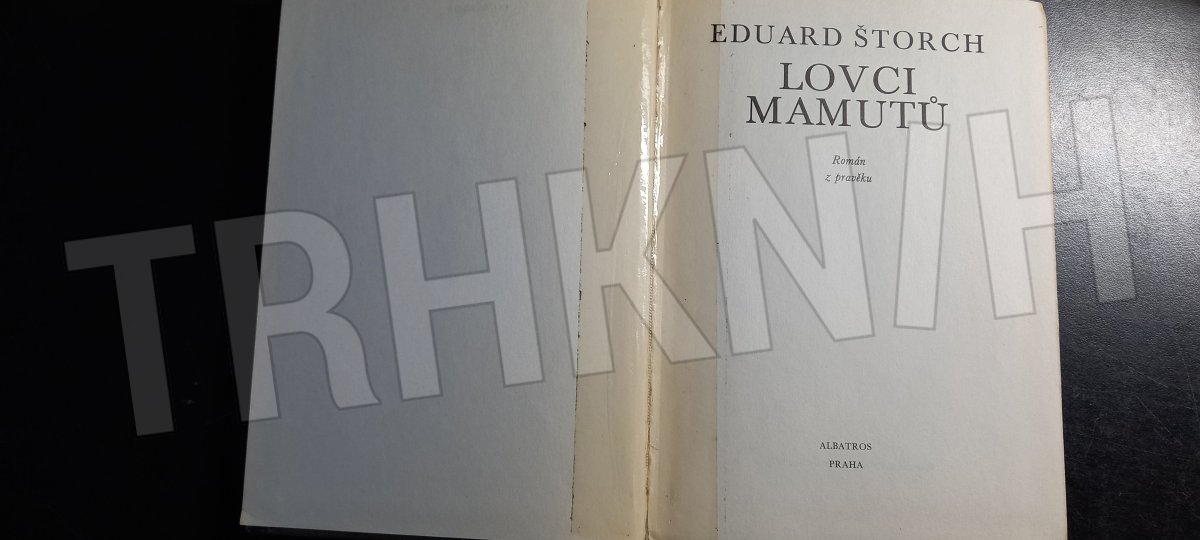 EDUARD ŠTORCH
LOVCI
MAMUTŮ
Román
z pravěku
ALBATROS
PRAHA
TRHKNIH